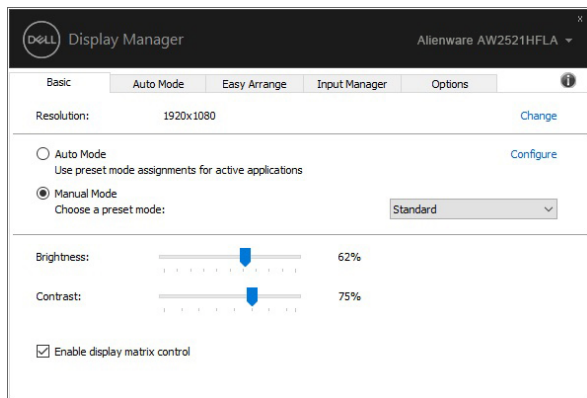 DELL Display Manager
Alienware AW2521HFLA
x
Basic Auto Mode Easy Arrange Input Manager Options i
Resolution: 1920x1080 Change
Auto Mode Configure
Use preset mode assignments for active applications
Manual Mode
Choose a preset mode: Standard
Brightness: 62%
Contrast: 75%
Enable display matrix control